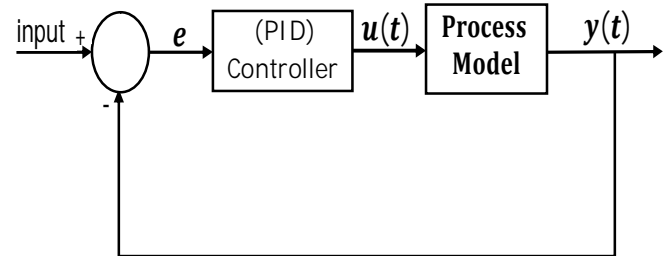 input
+
-
e
(PID)
Controller
u(t)
Process
Model
y(t)